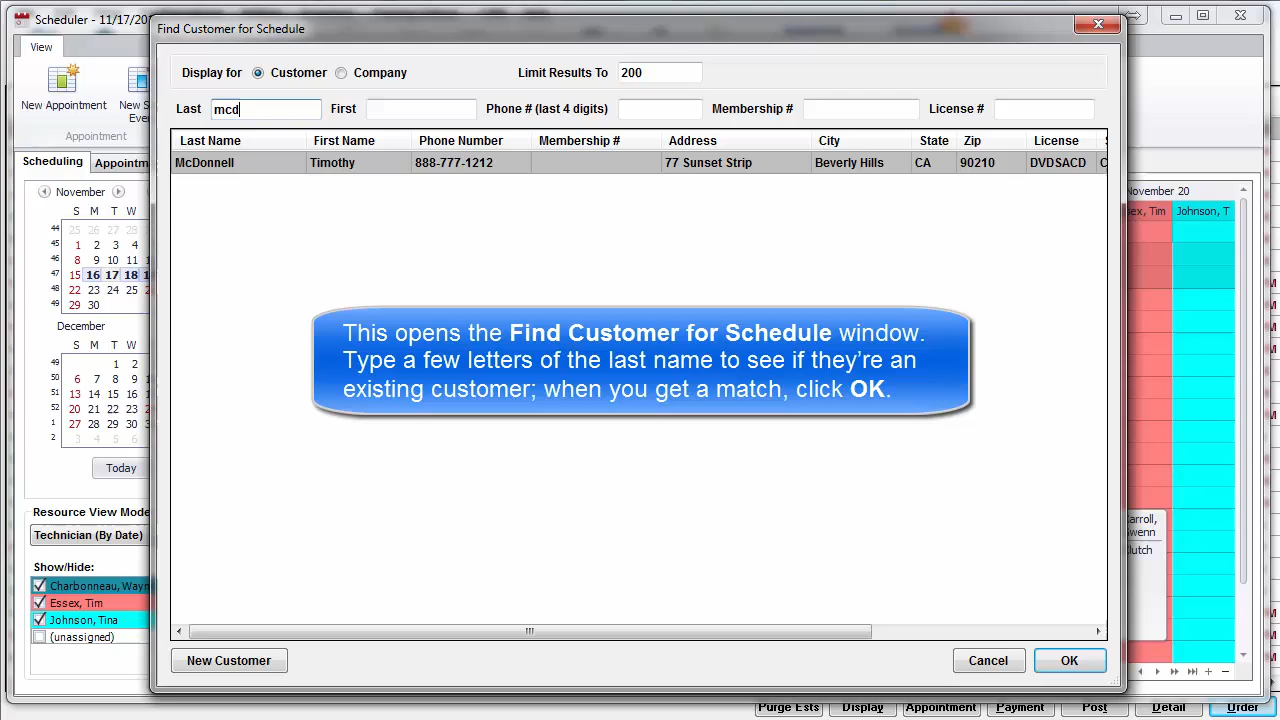 Scheduler - 11/17/201
Find Customer for Schedule
View
New Appointment
New S
Even
Appointment
Display for
Customer
Company
Limit Results To
200
Last
mcd
First
Phone # (last 4 digits)
Membership #
License #
Last Name First Name Phone Number Membership # Address City State Zip License
McDonnell Timothy 888-777-1212 77 Sunset Strip Beverly Hills CA 90210 DVDSACD
Scheduling
Appointm
November
S M T W
44 25 26 27 28
45 1 2 3 4
46 8 9 10 11
47 15 16 17 18
48 22 23 24 25
49 29 30
December
S M T W
49 1 2
50 6 7 8 9
51 13 14 15 16
52 20 21 22 23
1 27 28 29 30
2 3 4 5 6
Today
This opens the Find Customer for Schedule window.
Type a few letters of the last name to see if they’re an
existing customer; when you get a match, click OK.
Resource View Mode
Technician (By Date)
Show/Hide:
Charbonneau, Wayn
Essex, Tim
Johnson, Tina
(unassigned)
New Customer
Cancel
OK
November 20
sex, Tim
Johnson, T
arroll,
wenn
lutch
Purge Ests
Display
Appointment
Payment
Post
Detail
Order